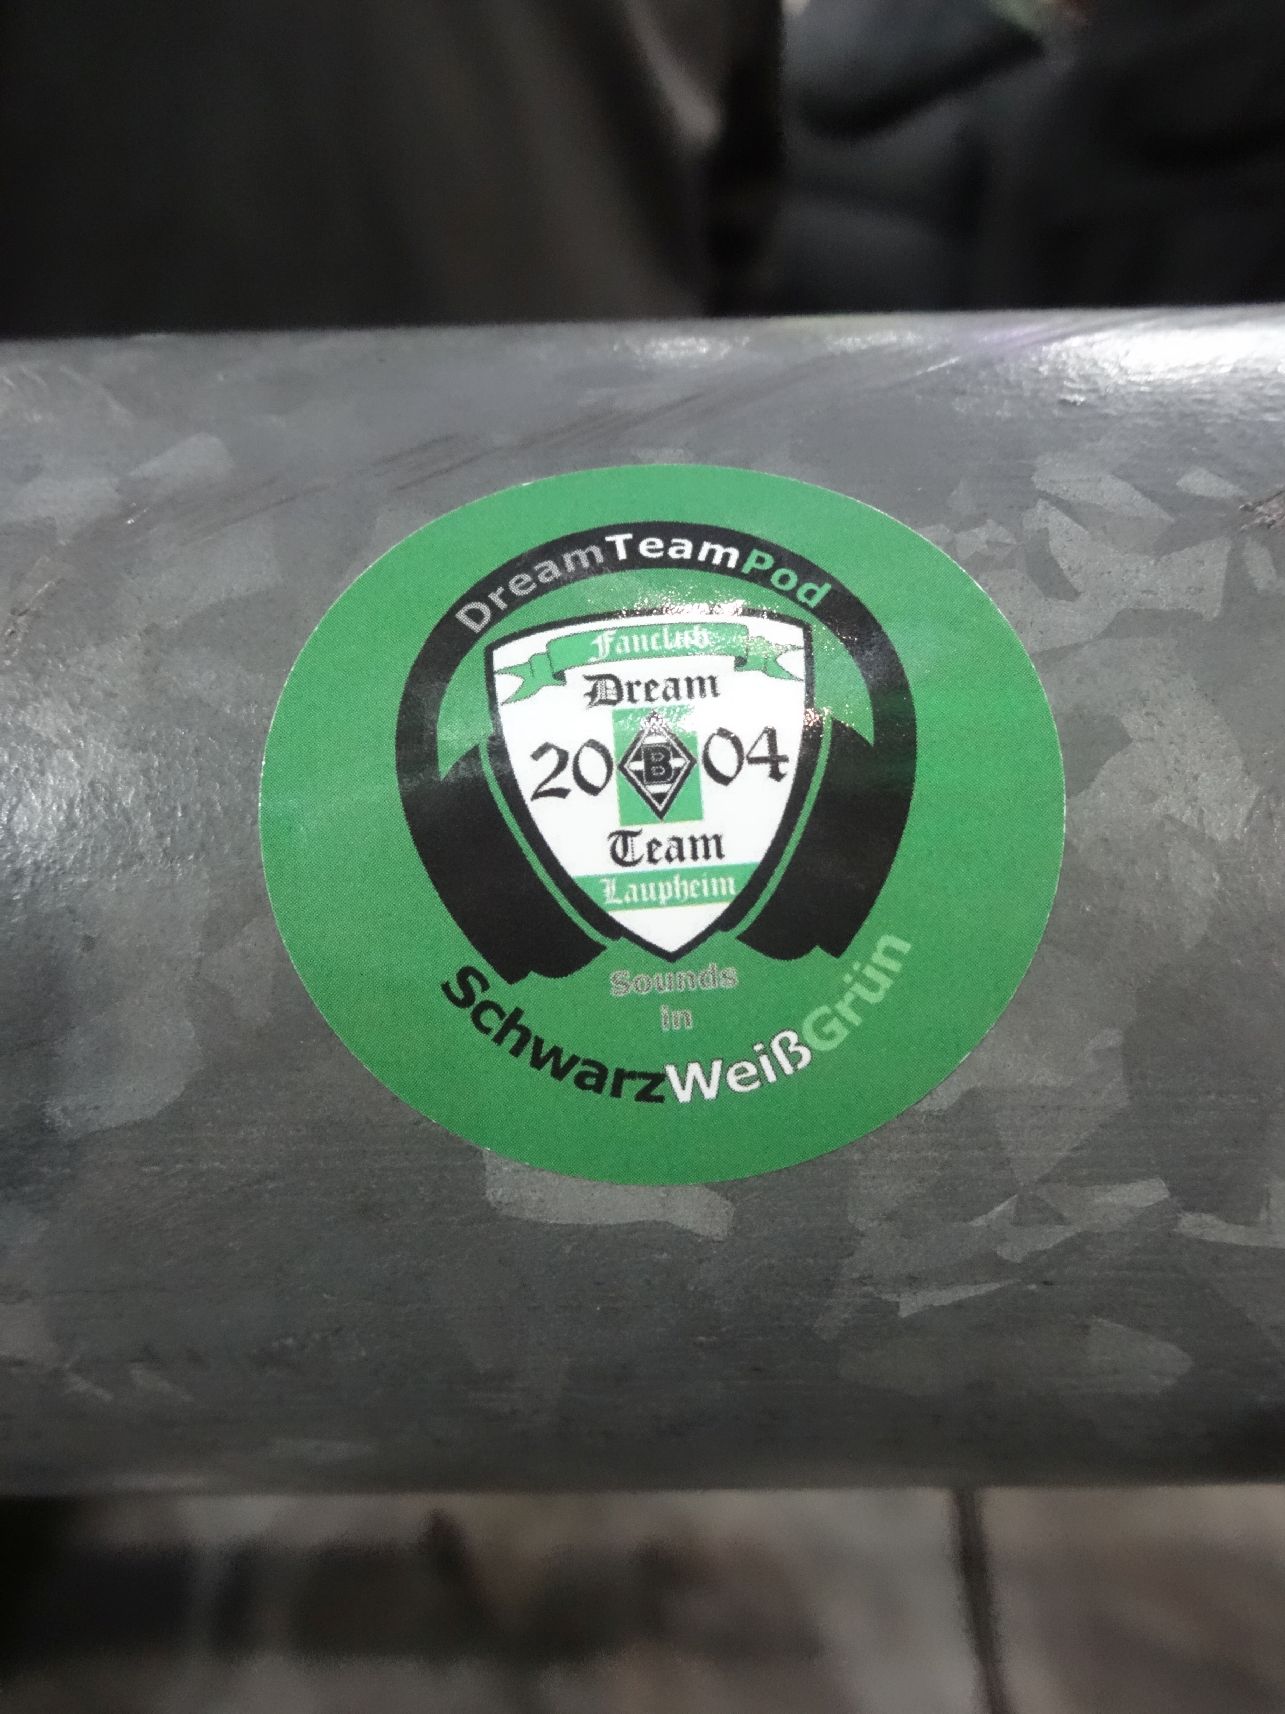 DreamTeamPod
Fanclub
Dream
20 B 04
Team
Laupheim
Sounds
in
SchwarzWeißGrün